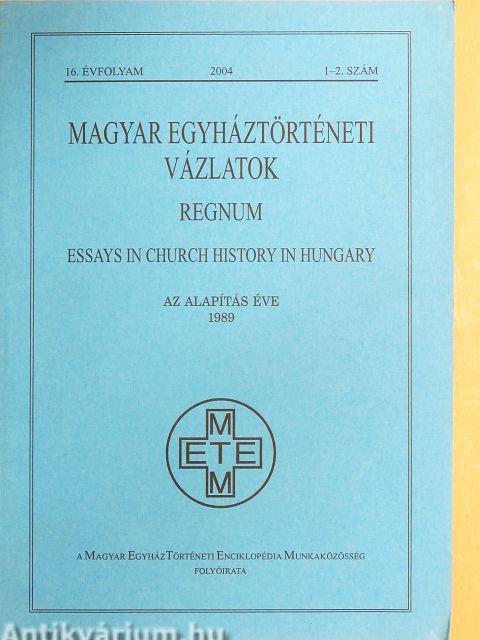 16. ÉVFOLYAM 2004 1–2. SZÁM
MAGYAR EGYHÁZTÖRTÉNETI
VÁZLATOK
REGNUM
ESSAYS IN CHURCH HISTORY IN HUNGARY
AZ ALAPÍTÁS ÉVE
1989
M
ETE
M
A MAGYAR EGYHÁZTÖRTÉNETI ENCIKLOPÉDIA MUNKAKÖZÖSSÉG
FOLYÓIRATA
Antikvárium.hu